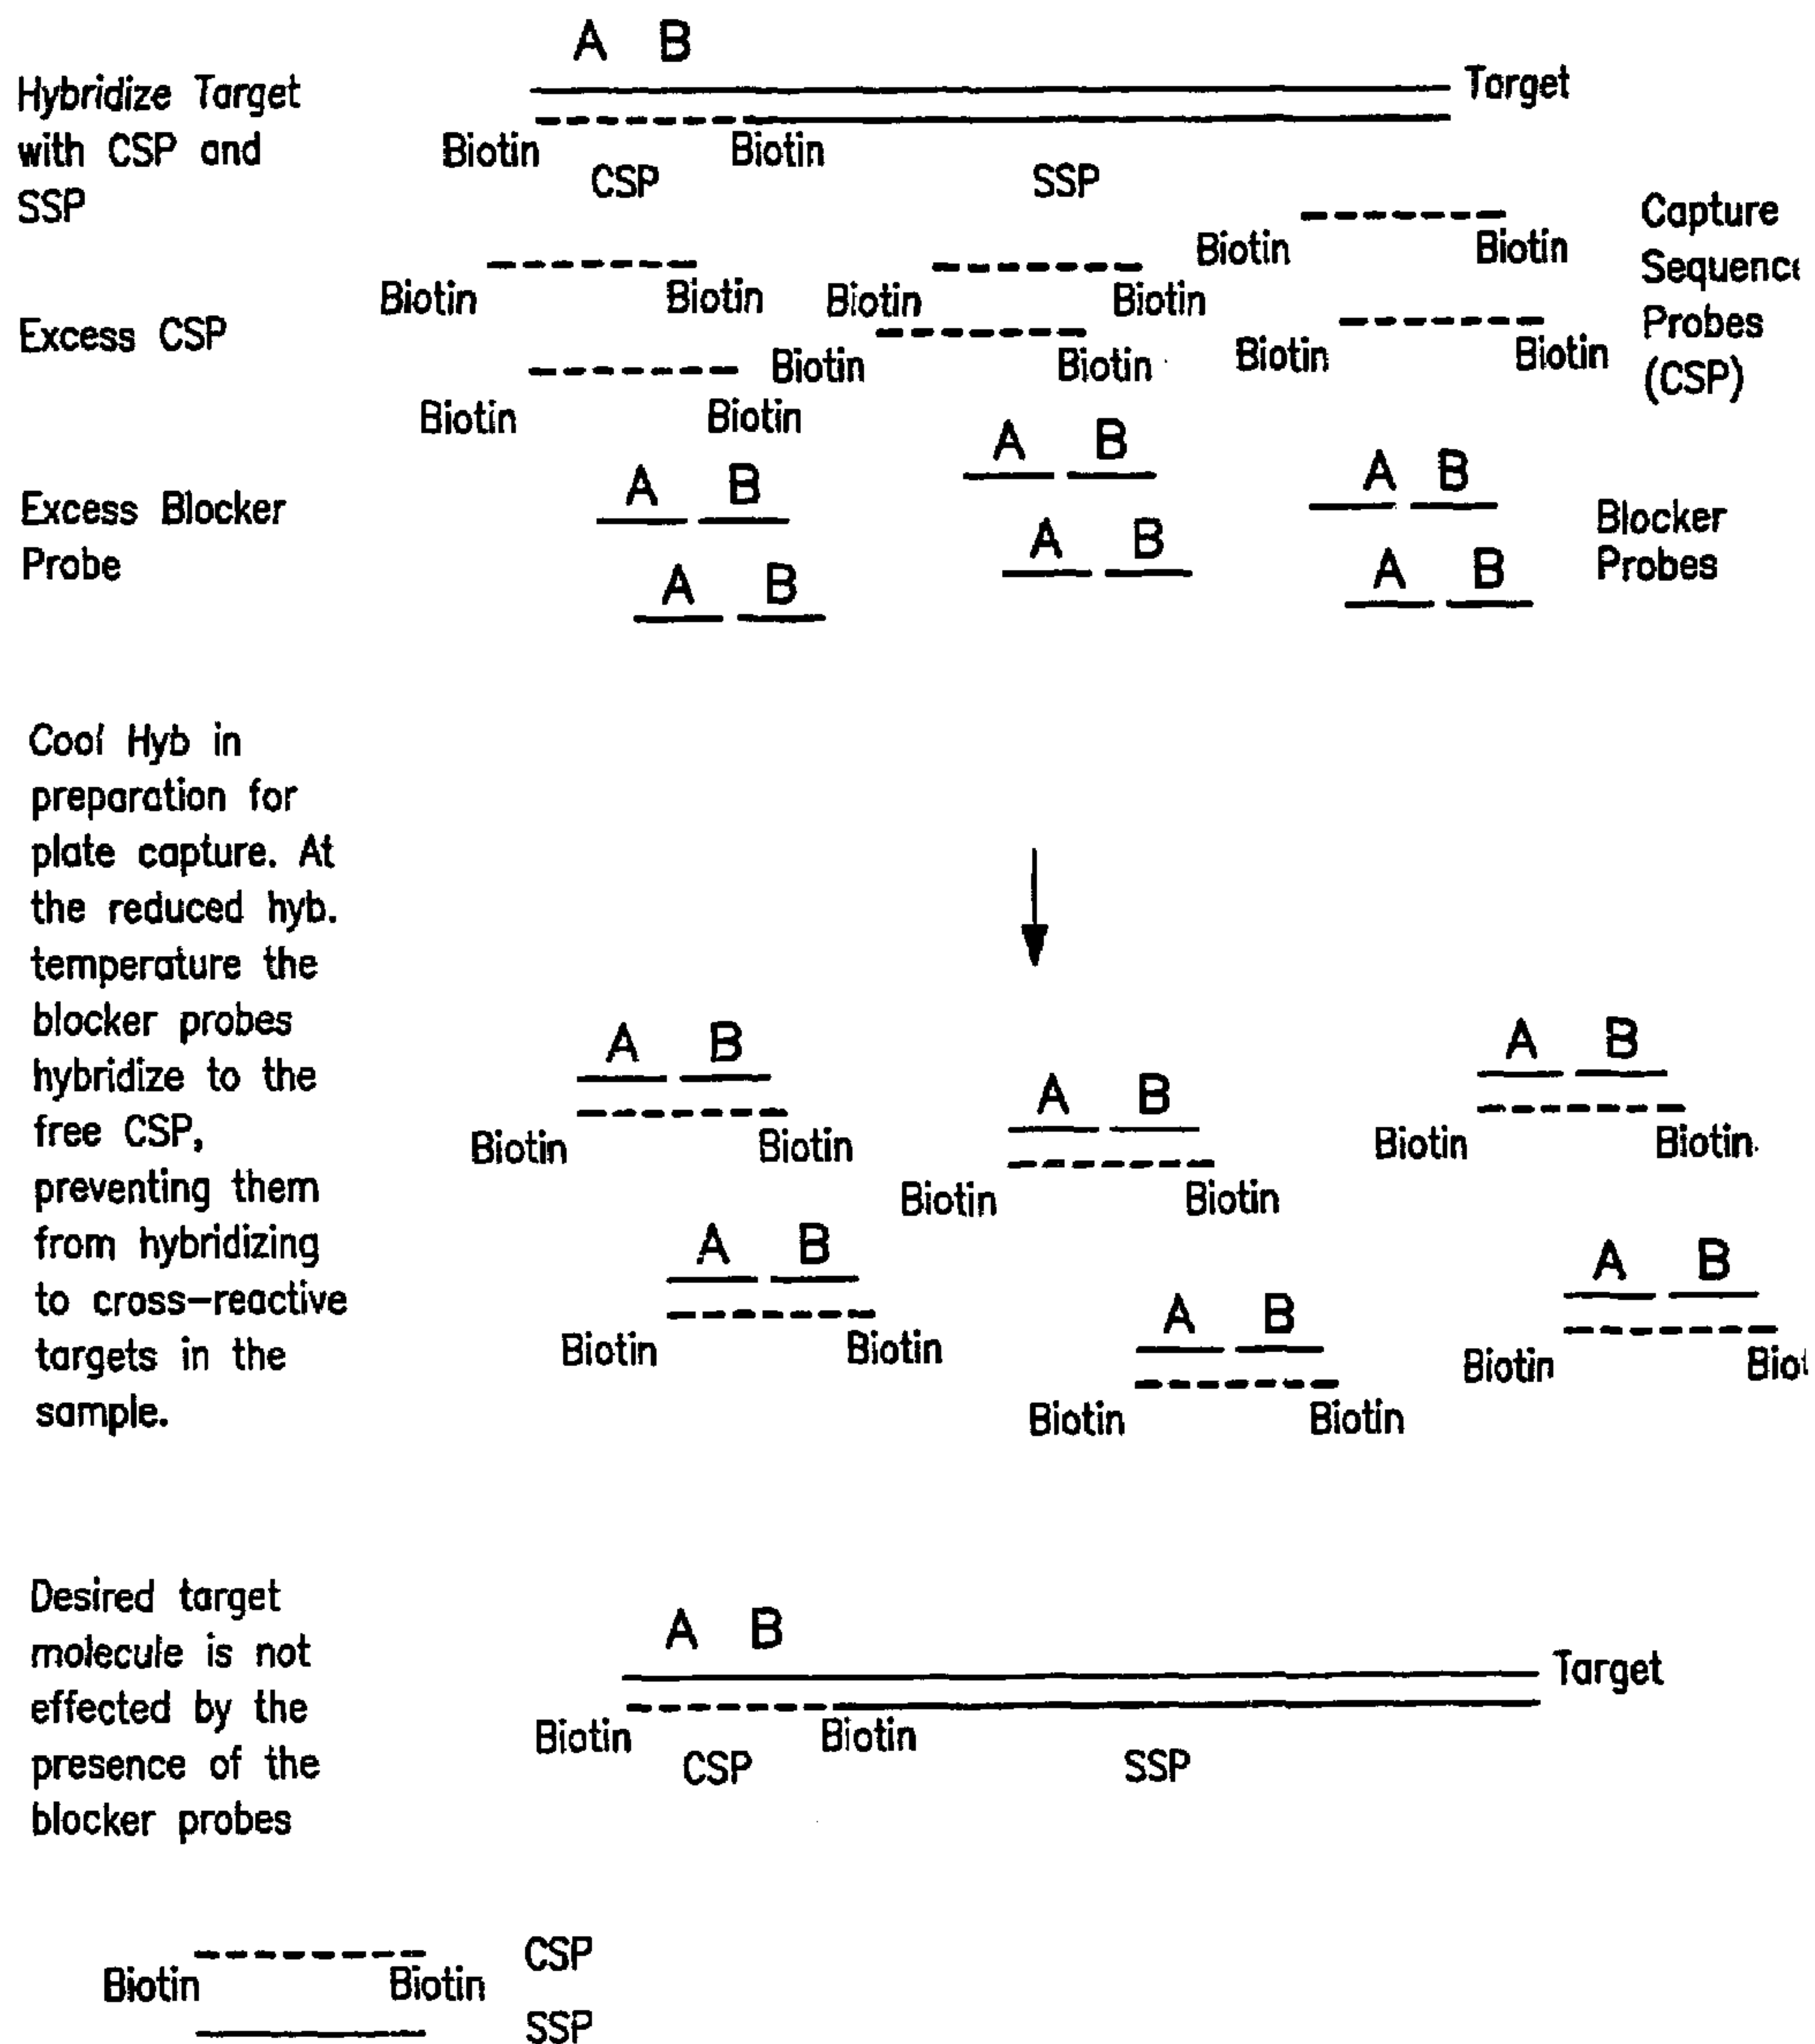 A B
Hybridize Target
with CSP and
SSP
Target
Biotin Biotin
CSP SSP
Capture
Sequence
Probes
(CSP)
Biotin Biotin
Biotin Biotin Biotin Biotin
Excess CSP
Biotin Biotin Biotin Biotin
Biotin Biotin
Excess Blocker
Probe
A B A B A B
A B A B A B
Blocker
Probes
Cool Hyb in
preparation for
plate capture. At
the reduced hyb.
temperature the
blocker probes
hybridize to the
free CSP,
preventing them
from hybridizing
to cross-reactive
targets in the
sample.
A B A B A B
Biotin Biotin Biotin Biotin Biotin Biotin
A B A B A B
Biotin Biotin Biotin Biotin Biotin Biot
Desired target
molecule is not
effected by the
presence of the
blocker probes
A B
Target
Biotin Biotin
CSP SSP
CSP
Biotin Biotin
SSP